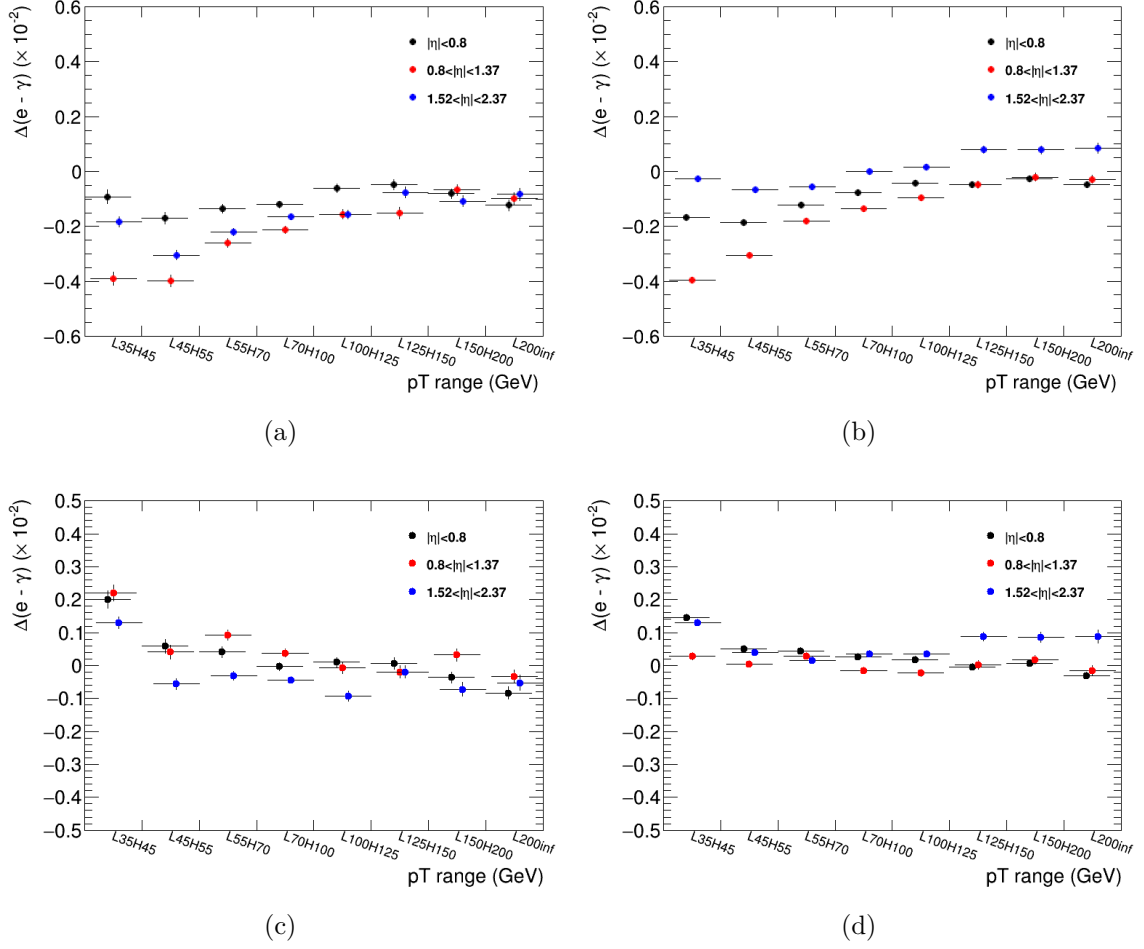 Δ(e - γ) (× 10⁻²)
0.6
0.4
0.2
0
−0.2
−0.4
−0.6
|η|<0.8
0.8<|η|<1.37
1.52<|η|<2.37
L35H45 L45H55 L55H70 L70H100 L100H125 L125H150 L150H200 L200inf
pT range (GeV)
(a)
Δ(e - γ) (× 10⁻²)
0.6
0.4
0.2
0
−0.2
−0.4
−0.6
|η|<0.8
0.8<|η|<1.37
1.52<|η|<2.37
L35H45 L45H55 L55H70 L70H100 L100H125 L125H150 L150H200 L200inf
pT range (GeV)
(b)
Δ(e - γ) (× 10⁻²)
0.5
0.4
0.3
0.2
0.1
0
−0.1
−0.2
−0.3
−0.4
−0.5
|η|<0.8
0.8<|η|<1.37
1.52<|η|<2.37
L35H45 L45H55 L55H70 L70H100 L100H125 L125H150 L150H200 L200inf
pT range (GeV)
(c)
Δ(e - γ) (× 10⁻²)
0.5
0.4
0.3
0.2
0.1
0
−0.1
−0.2
−0.3
−0.4
−0.5
|η|<0.8
0.8<|η|<1.37
1.52<|η|<2.37
L35H45 L45H55 L55H70 L70H100 L100H125 L125H150 L150H200 L200inf
pT range (GeV)
(d)